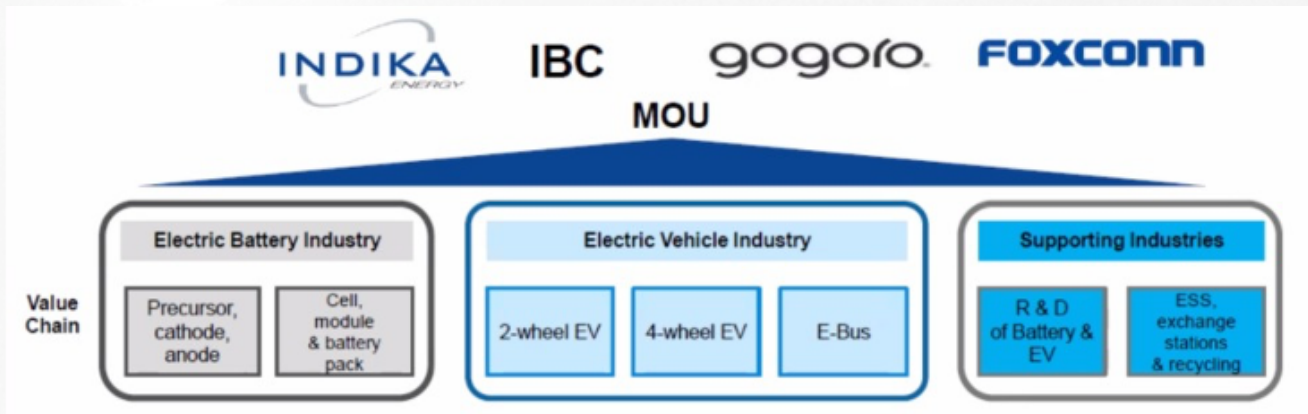 INDIKA
ENERGY
IBC
gogoro
FOXCONN
MOU
Electric Battery Industry
Electric Vehicle Industry
Supporting Industries
Value
Chain
Precursor,
cathode,
anode
Cell,
module
& battery
pack
2-wheel EV
4-wheel EV
E-Bus
R & D
of Battery &
EV
ESS,
exchange
stations
& recycling